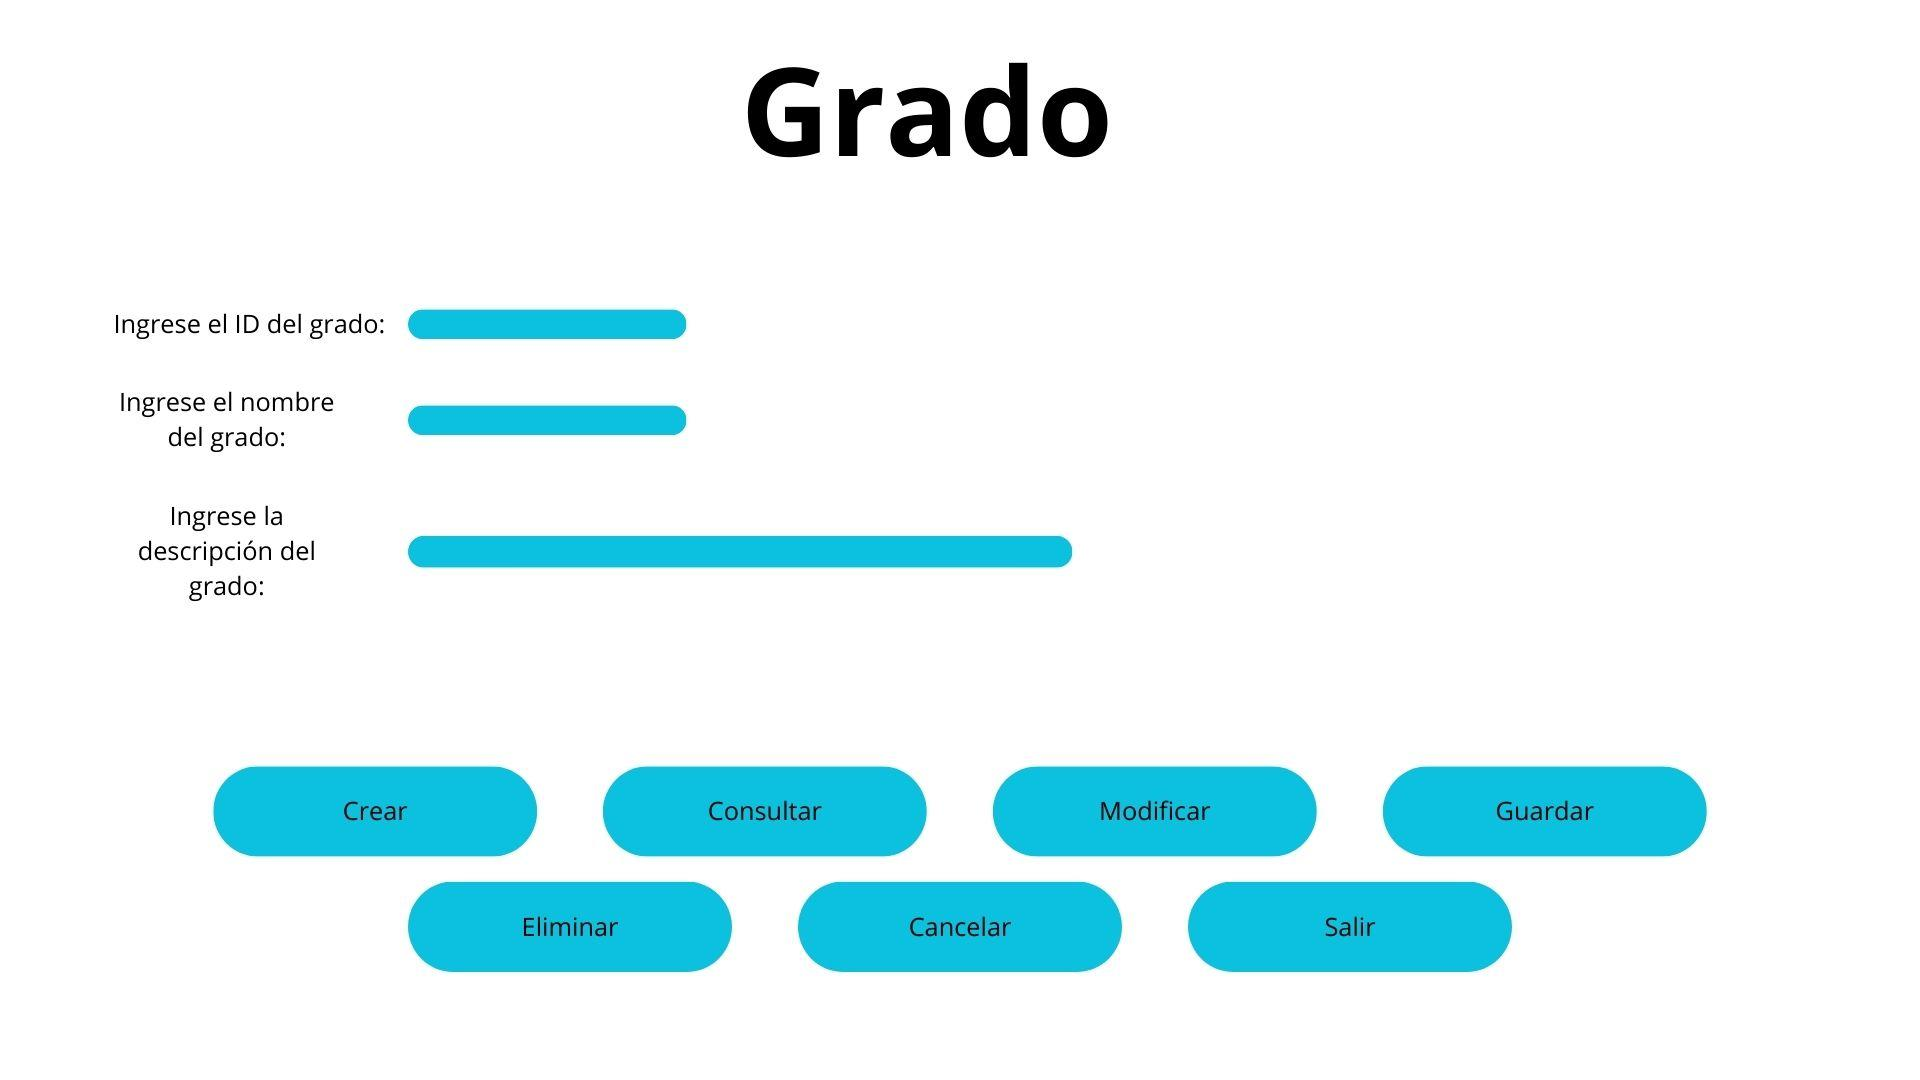 Grado
Ingrese el ID del grado:
Ingrese el nombre
del grado:
Ingrese la
descripción del
grado:
Crear
Consultar
Modificar
Guardar
Eliminar
Cancelar
Salir